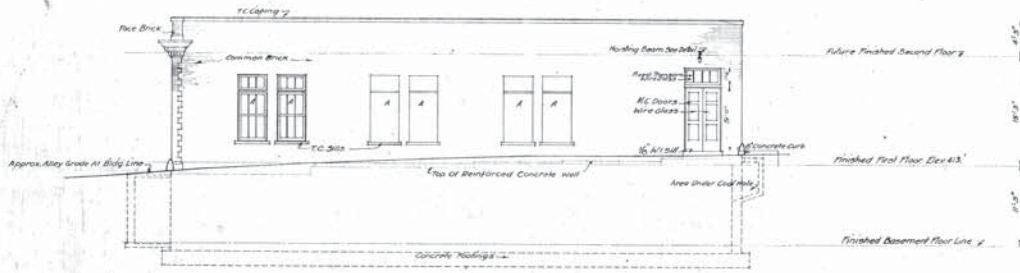 T.C. Coping
Face Brick
Common Brick
Hoisting Beam See Detail
Future Finished Second Floor
A A A A A A
M.C. Doors
Wire Glass
T.C. Sills
Concrete Curb
Approx. Alley Grade At Bldg Line
Top Of Reinforced Concrete Wall
Finished First Floor Elev 413.'
Area Under Coal Hole
Finished Basement Floor Line
Concrete Footings